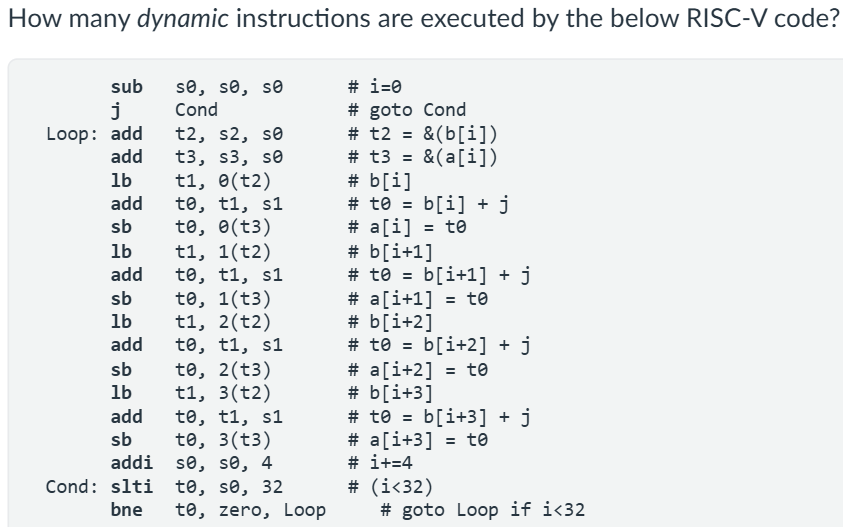 How many dynamic instructions are executed by the below RISC-V code?
sub s0, s0, s0 # i=0
j Cond # goto Cond
Loop: add t2, s2, s0 # t2 = &(b[i])
add t3, s3, s0 # t3 = &(a[i])
lb t1, 0(t2) # b[i]
add t0, t1, s1 # t0 = b[i] + j
sb t0, 0(t3) # a[i] = t0
lb t1, 1(t2) # b[i+1]
add t0, t1, s1 # t0 = b[i+1] + j
sb t0, 1(t3) # a[i+1] = t0
lb t1, 2(t2) # b[i+2]
add t0, t1, s1 # t0 = b[i+2] + j
sb t0, 2(t3) # a[i+2] = t0
lb t1, 3(t2) # b[i+3]
add t0, t1, s1 # t0 = b[i+3] + j
sb t0, 3(t3) # a[i+3] = t0
addi s0, s0, 4 # i+=4
Cond: slti t0, s0, 32 # (i<32)
bne t0, zero, Loop # goto Loop if i<32